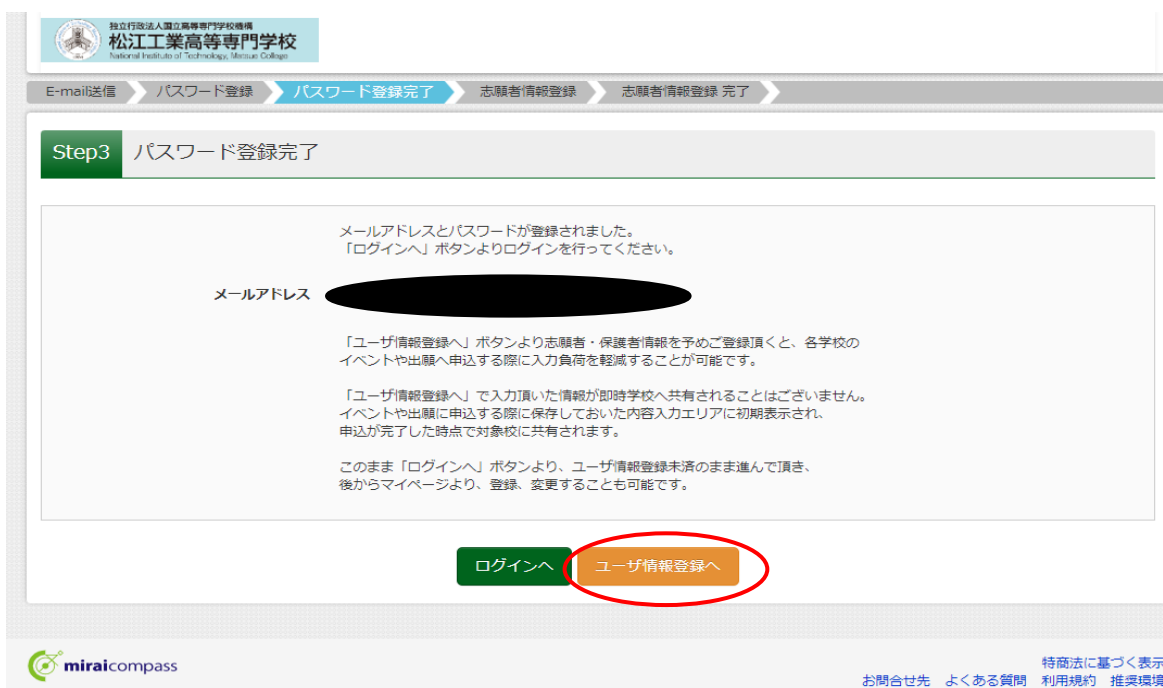 独立行政法人国立高等専門学校機構
松江工業高等専門学校
National Institute of Technology, Matsue College
E-mail送信 パスワード登録 パスワード登録完了 志願者情報登録 志願者情報登録 完了
Step3 パスワード登録完了
メールアドレスとパスワードが登録されました。
「ログインへ」ボタンよりログインを行ってください。
メールアドレス
「ユーザ情報登録へ」ボタンより志願者・保護者情報を予めご登録頂くと、各学校の
イベントや出願へ申込する際に入力負荷を軽減することが可能です。
「ユーザ情報登録へ」で入力頂いた情報が即時学校へ共有されることはございません。
イベントや出願に申込する際に保存しておいた内容入力エリアに初期表示され、
申込が完了した時点で対象校に共有されます。
このまま「ログインへ」ボタンより、ユーザ情報登録未済のまま進んで頂き、
後からマイページより、登録、変更することも可能です。
ログインへ ユーザ情報登録へ
miraicompass
特商法に基づく表示
お問合せ先 よくある質問 利用規約 推奨環境